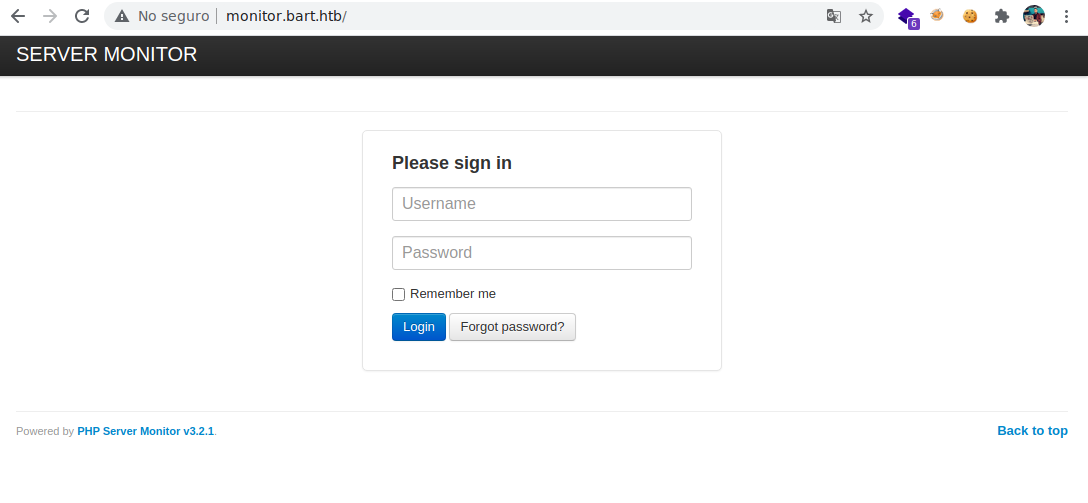 No seguro monitor.bart.htb/
6
SERVER MONITOR
Please sign in
Username
Password
Remember me
Login Forgot password?
Powered by PHP Server Monitor v3.2.1. Back to top